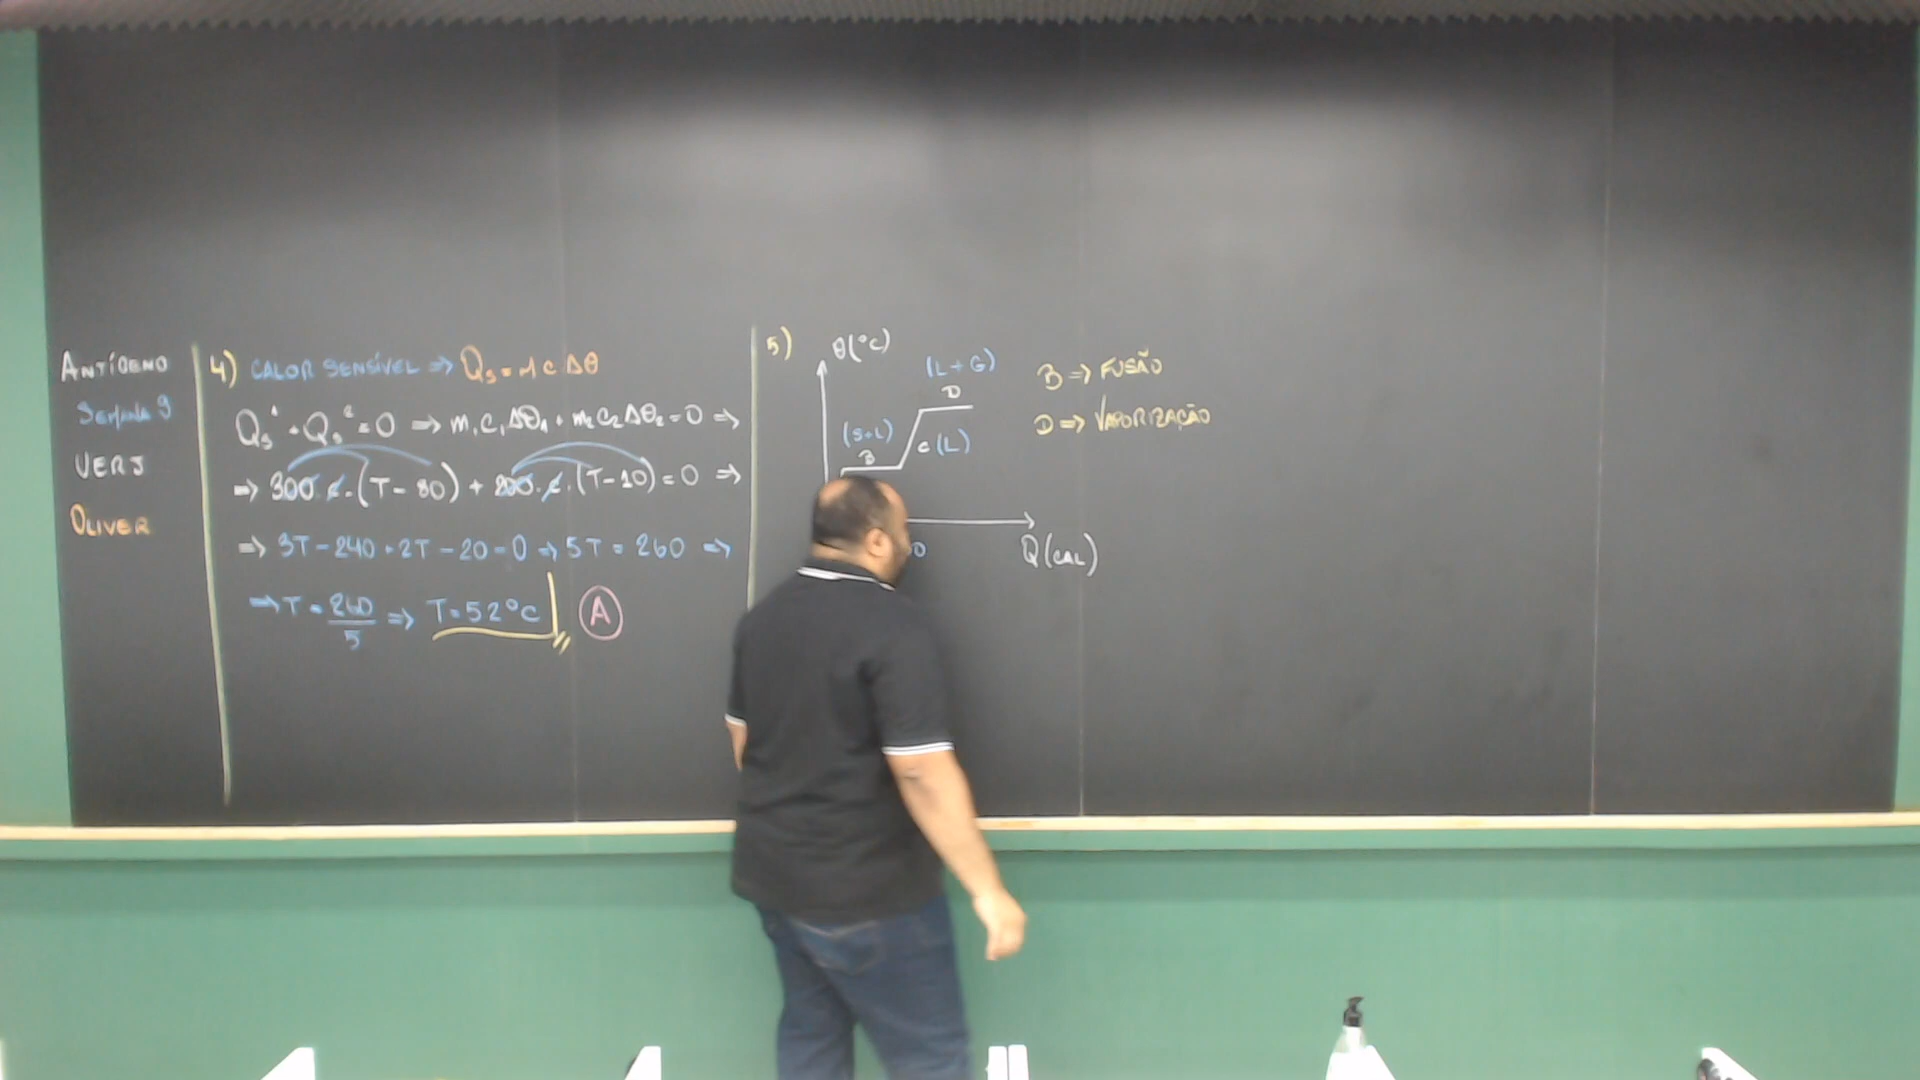 ANTÍGENO
SEMANA 9
UERJ
OLIVER
4) CALOR SENSÍVEL ⇒ Qs = m c Δθ
Qs¹ + Qs² = 0 ⇒ m₁c₁Δθ₁ + m₂c₂Δθ₂ = 0 ⇒
⇒ 300.c.(T - 80) + 200.c.(T - 10) = 0 ⇒
⇒ 3T - 240 + 2T - 20 = 0 ⇒ 5T = 260 ⇒
⇒ T = 260/5 ⇒ T = 52°C A
5) θ(°C)
(L+G)
D
(S+L)
B
C (L)
Q(CAL)
B ⇒ FUSÃO
D ⇒ VAPORIZAÇÃO